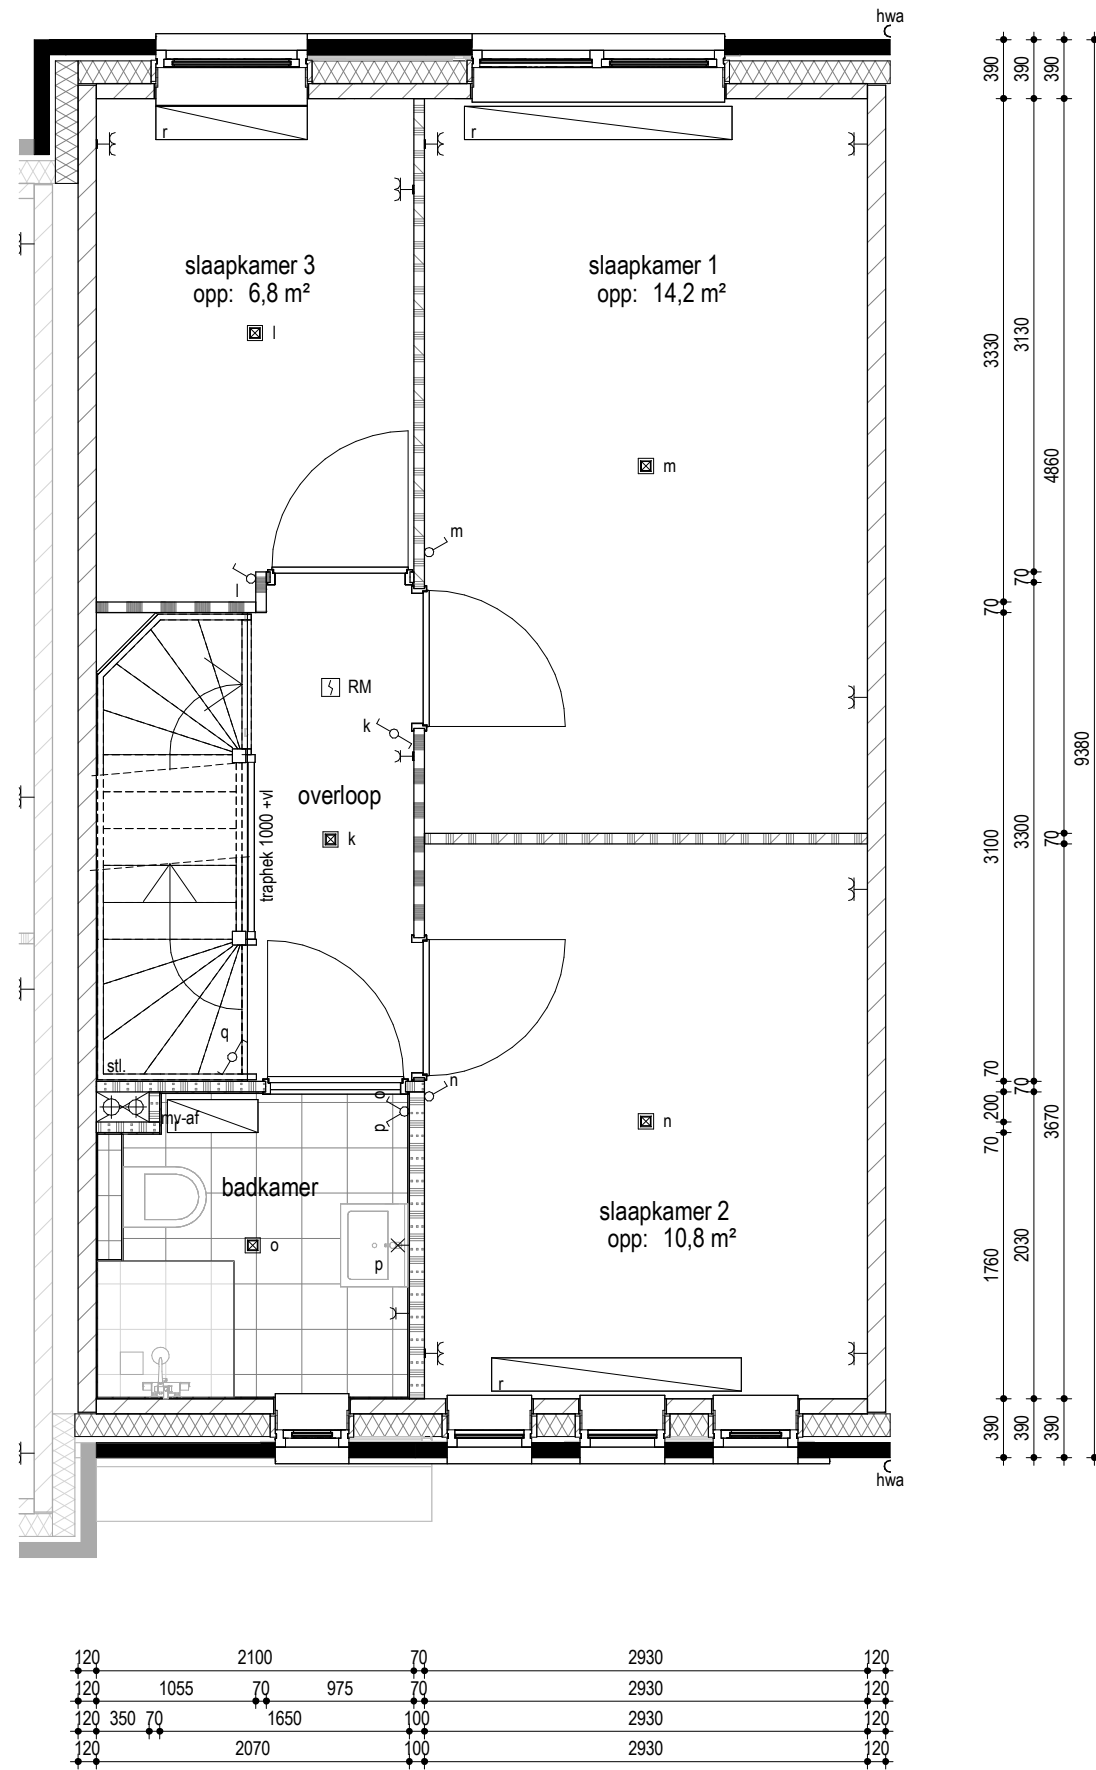 hwa
r
r
slaapkamer 3
opp: 6,8 m²
l
slaapkamer 1
opp: 14,2 m²
m
m
l
RM
k
overloop
k
traphek 1000 +vl
q
stl.
mv-af
r
n
o
p
badkamer
o
p
n
slaapkamer 2
opp: 10,8 m²
r
hwa
390
390
390
3330
3130
4860
70
70
9380
3100
3300
70
70
70
200
70
3670
1760
2030
390
390
390
120 2100 70 2930 120
120 1055 70 975 70 2930 120
120 350 70 1650 100 2930 120
120 2070 100 2930 120